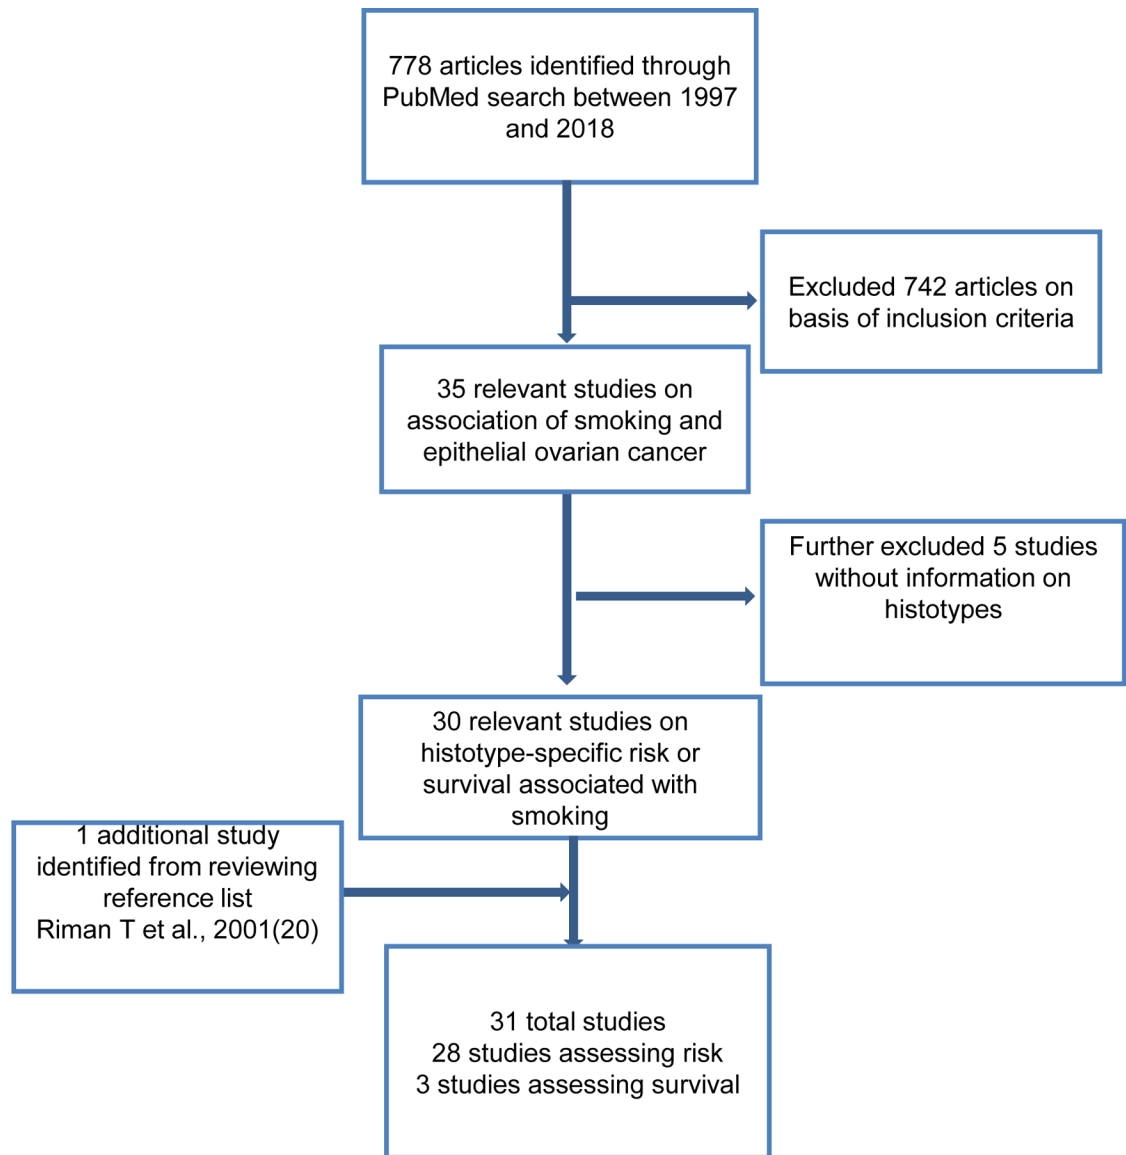 778 articles identified through
PubMed search between 1997
and 2018
Excluded 742 articles on
basis of inclusion criteria
35 relevant studies on
association of smoking and
epithelial ovarian cancer
Further excluded 5 studies
without information on
histotypes
30 relevant studies on
histotype-specific risk or
survival associated with
smoking
1 additional study
identified from reviewing
reference list
Riman T et al., 2001(20)
31 total studies
28 studies assessing risk
3 studies assessing survival